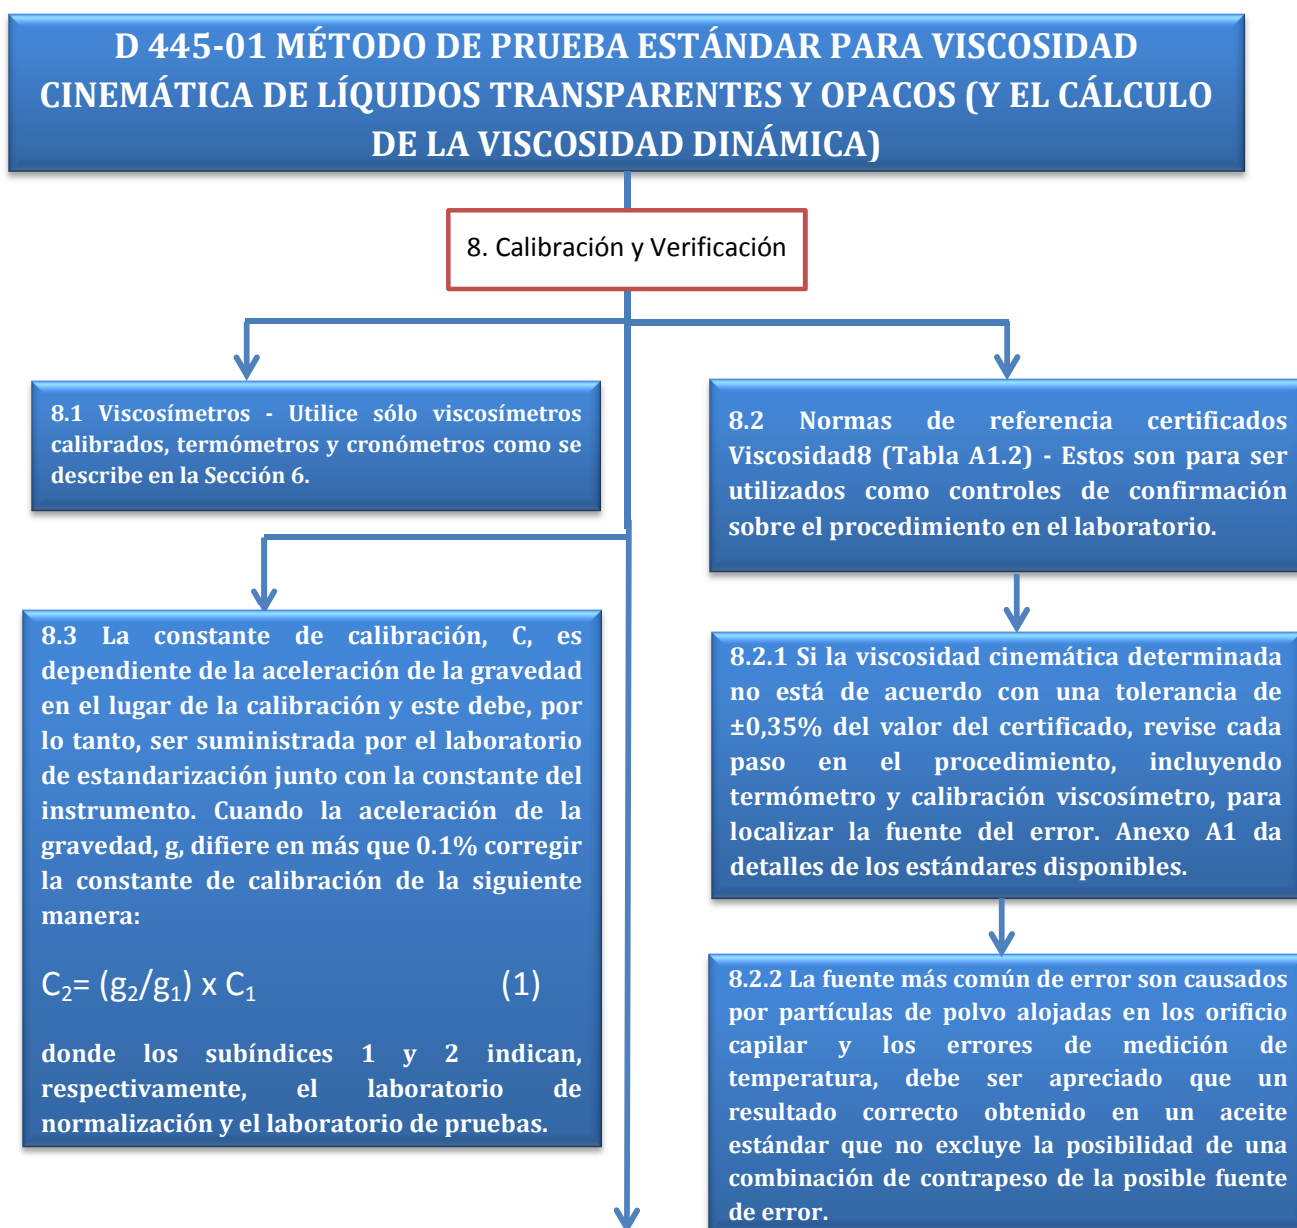 D 445-01 MÉTODO DE PRUEBA ESTÁNDAR PARA VISCOSIDAD
CINEMÁTICA DE LÍQUIDOS TRANSPARENTES Y OPACOS (Y EL CÁLCULO
DE LA VISCOSIDAD DINÁMICA)
8. Calibración y Verificación
8.1 Viscosímetros - Utilice sólo viscosímetros
calibrados, termómetros y cronómetros como se
describe en la Sección 6.
8.2 Normas de referencia certificados
Viscosidad8 (Tabla A1.2) - Estos son para ser
utilizados como controles de confirmación
sobre el procedimiento en el laboratorio.
8.3 La constante de calibración, C, es
dependiente de la aceleración de la gravedad
en el lugar de la calibración y este debe, por
lo tanto, ser suministrada por el laboratorio
de estandarización junto con la constante del
instrumento. Cuando la aceleración de la
gravedad, g, difiere en más que 0.1% corregir
la constante de calibración de la siguiente
manera:
C₂= (g₂/g₁) x C₁ (1)
donde los subíndices 1 y 2 indican,
respectivamente, el laboratorio de
normalización y el laboratorio de pruebas.
8.2.1 Si la viscosidad cinemática determinada
no está de acuerdo con una tolerancia de
±0,35% del valor del certificado, revise cada
paso en el procedimiento, incluyendo
termómetro y calibración viscosímetro, para
localizar la fuente del error. Anexo A1 da
detalles de los estándares disponibles.
8.2.2 La fuente más común de error son causados
por partículas de polvo alojadas en los orificio
capilar y los errores de medición de
temperatura, debe ser apreciado que un
resultado correcto obtenido en un aceite
estándar que no excluye la posibilidad de una
combinación de contrapeso de la posible fuente
de error.